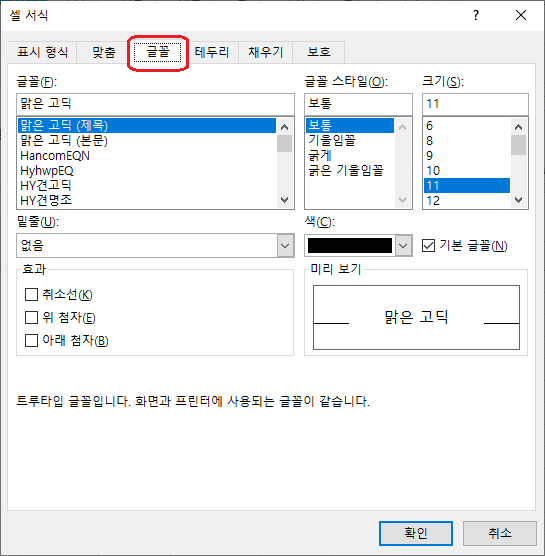 셀 서식
?
표시 형식 맞춤 글꼴 테두리 채우기 보호
글꼴(F): 글꼴 스타일(O): 크기(S):
맑은 고딕 보통 11
맑은 고딕 (제목) 보통 6
맑은 고딕 (본문) 기울임꼴 8
HancomEQN 굵게 9
HyhwpEQ 굵은 기울임꼴 10
HY견고딕 11
HY견명조 12
밑줄(U): 색(C):
없음 기본 글꼴(N)
효과 미리 보기
취소선(K)
위 첨자(E) 맑은 고딕
아래 첨자(B)
트루타입 글꼴입니다. 화면과 프린터에 사용되는 글꼴이 같습니다.
확인 취소